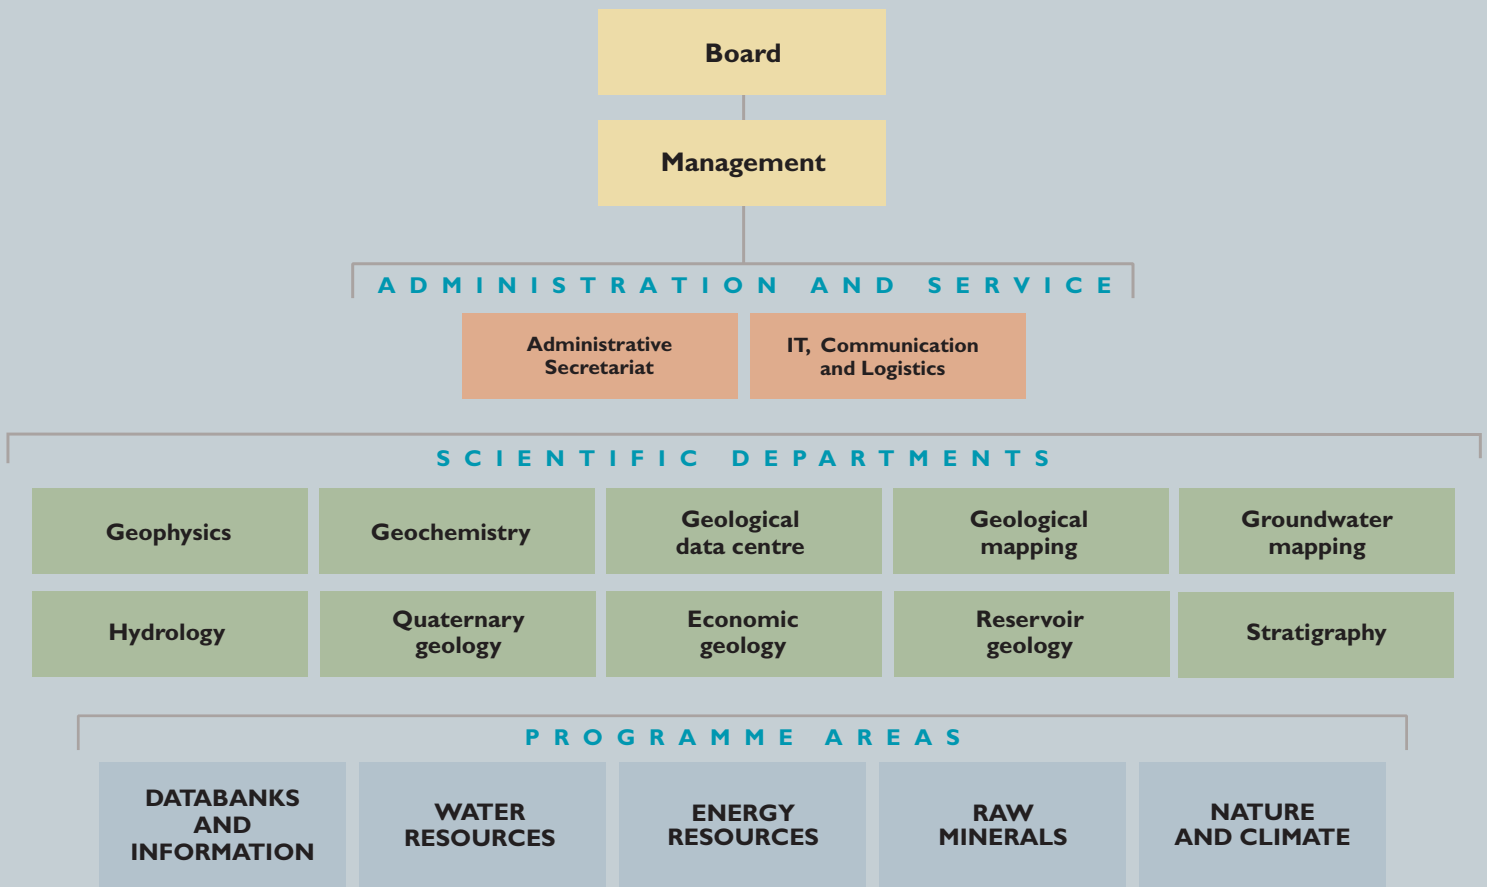 Board
Management
ADMINISTRATION AND SERVICE
Administrative
Secretariat
IT, Communication
and Logistics
SCIENTIFIC DEPARTMENTS
Geophysics
Geochemistry
Geological
data centre
Geological
mapping
Groundwater
mapping
Hydrology
Quaternary
geology
Economic
geology
Reservoir
geology
Stratigraphy
PROGRAMME AREAS
DATABANKS
AND
INFORMATION
WATER
RESOURCES
ENERGY
RESOURCES
RAW
MINERALS
NATURE
AND CLIMATE